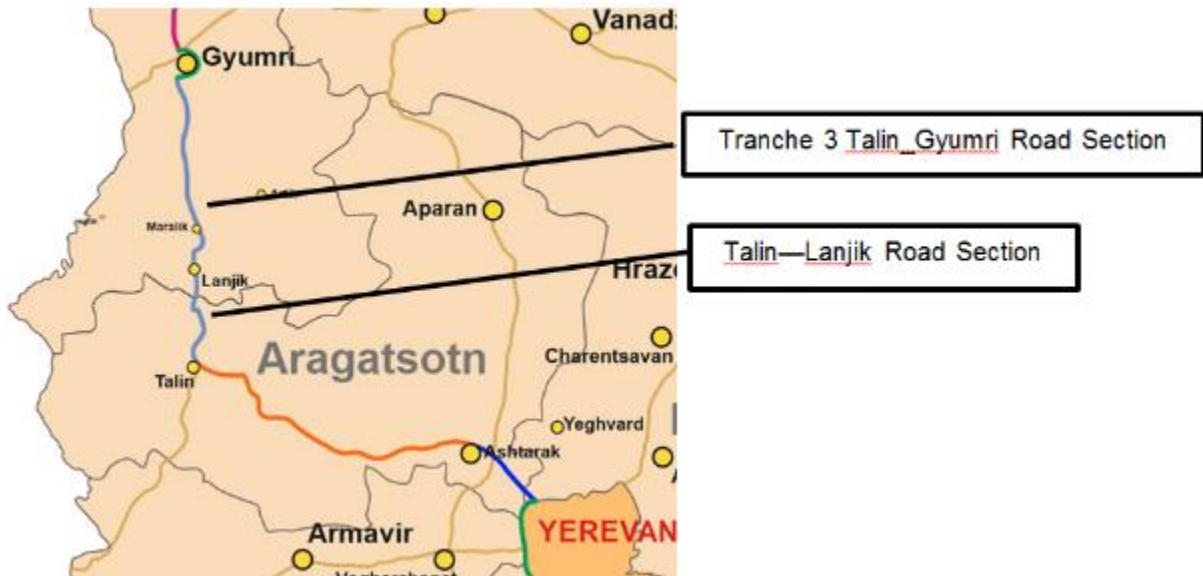 Vanadz
Gyumri
Tranche 3 Talin_Gyumri Road Section
Aparan
Maralik
Talin—Lanjik Road Section
Hraz
Lanjik
Aragatsotn
Charentsavan
Talin
Yeghvard
Ashtarak
Armavir
YEREVAN